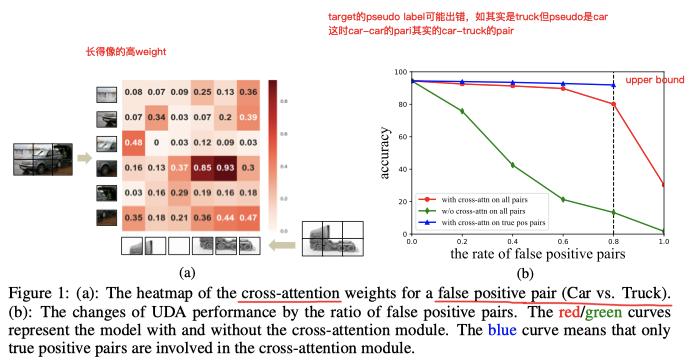 target的pseudo label可能出错，如其实是truck但pseudo是car
这时car-car的pari其实的car-truck的pair
长得像的高weight
0.08 0.07 0.09 0.25 0.13 0.36
0.07 0.34 0.03 0.07 0.2 0.39
0.48 0 0.03 0.12 0.09 0.03
0.16 0.13 0.37 0.85 0.93 0.3
0.03 0.16 0.29 0.19 0.16 0.18
0.35 0.18 0.21 0.36 0.44 0.47
0.8
0.6
0.4
0.2
0.0
(a)
upper bound
100
80
60
40
20
0
accuracy
with cross-attn on all pairs
w/o cross-attn on all pairs
with cross-attn on true pos pairs
0.0 0.2 0.4 0.6 0.8 1.0
the rate of false positive pairs
(b)
Figure 1: (a): The heatmap of the cross-attention weights for a false positive pair (Car vs. Truck).
(b): The changes of UDA performance by the ratio of false positive pairs. The red/green curves
represent the model with and without the cross-attention module. The blue curve means that only
true positive pairs are involved in the cross-attention module.